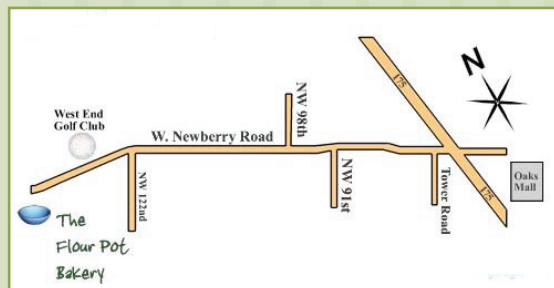 N
I75
West End
Golf Club
NW 98th
W. Newberry Road
NW 122nd
NW 91st
Tower Road
I75
Oaks
Mall
The
Flour Pot
Bakery